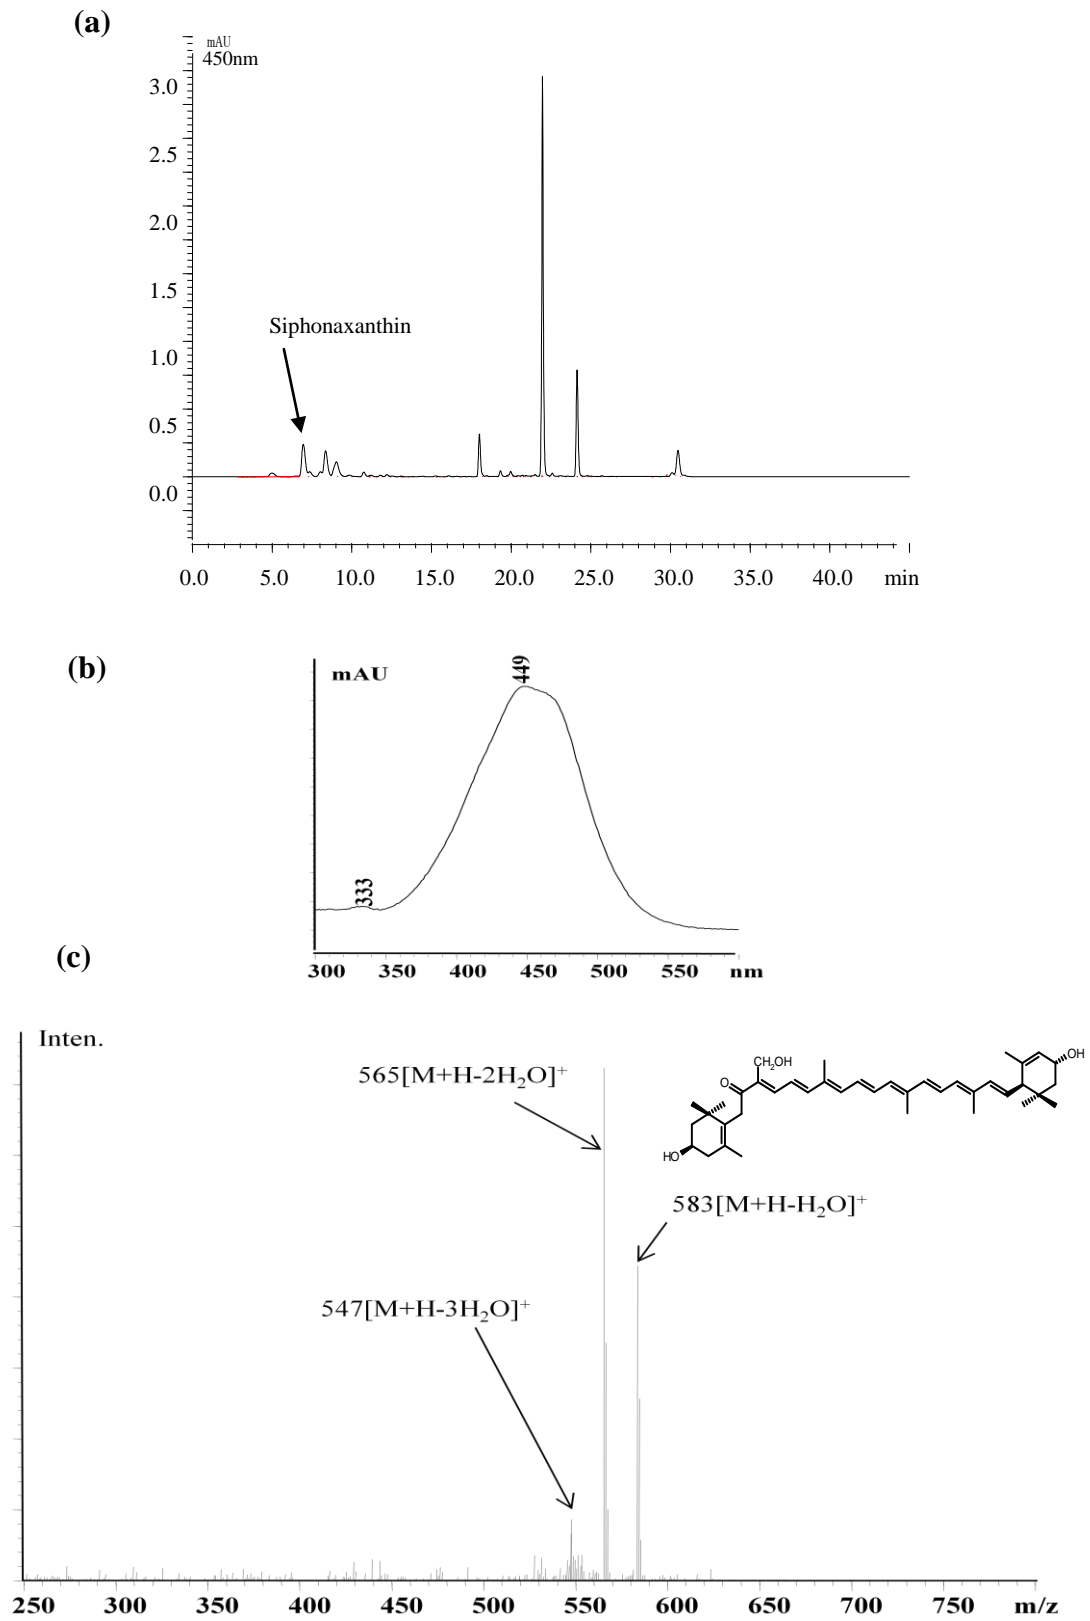 (a)
mAU
450nm
3.0
2.5
2.0
1.5
1.0
0.5
0.0
Siphonaxanthin
0.0 5.0 10.0 15.0 20.0 25.0 30.0 35.0 40.0 min
(b)
mAU
449
333
300 350 400 450 500 550 nm
(c)
Inten.
565[M+H-2H₂O]⁺
CH₂OH
OH
O
HO
583[M+H-H₂O]⁺
547[M+H-3H₂O]⁺
250 300 350 400 450 500 550 600 650 700 750 m/z